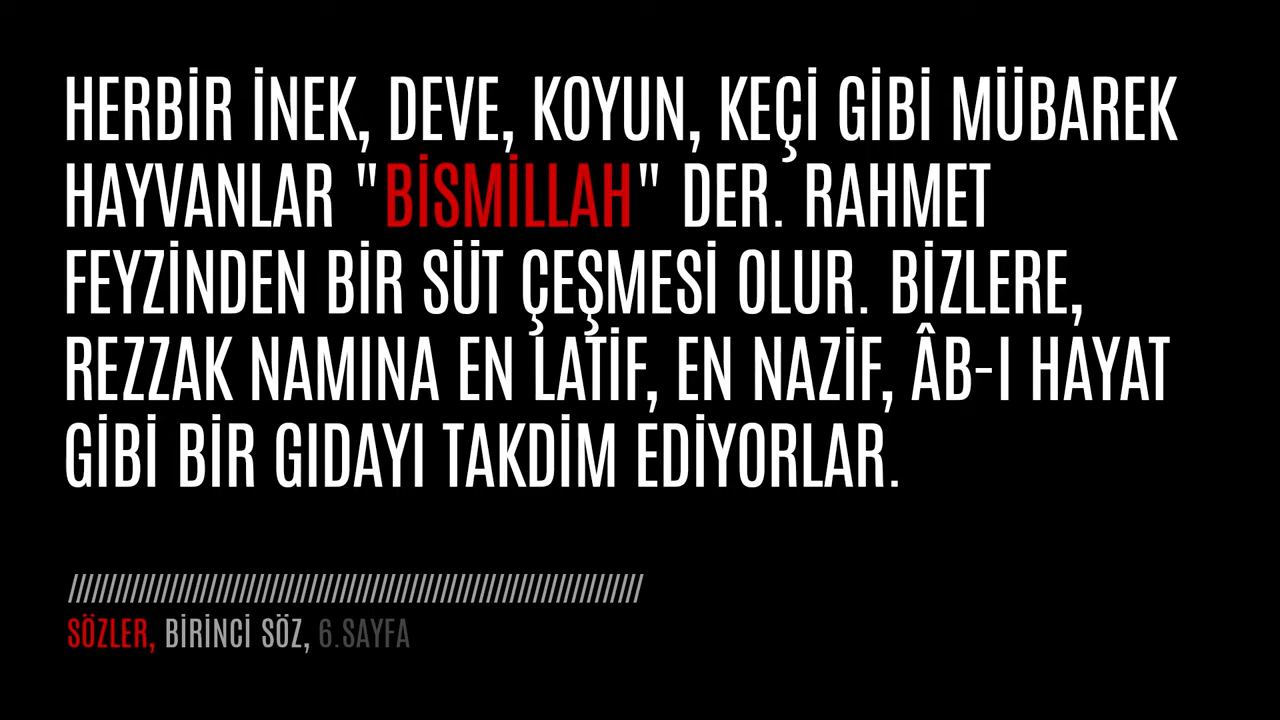 HERBİR İNEK, DEVE, KOYUN, KEÇİ GİBİ MÜBAREK
HAYVANLAR "BİSMİLLAH" DER. RAHMET
FEYZİNDEN BİR SÜT ÇEŞMESİ OLUR. BİZLERE,
REZZAK NAMINA EN LATİF, EN NAZİF, ÂB-I HAYAT
GİBİ BİR GIDAYI TAKDİM EDİYORLAR.
SÖZLER, BİRİNCİ SÖZ, 6.SAYFA